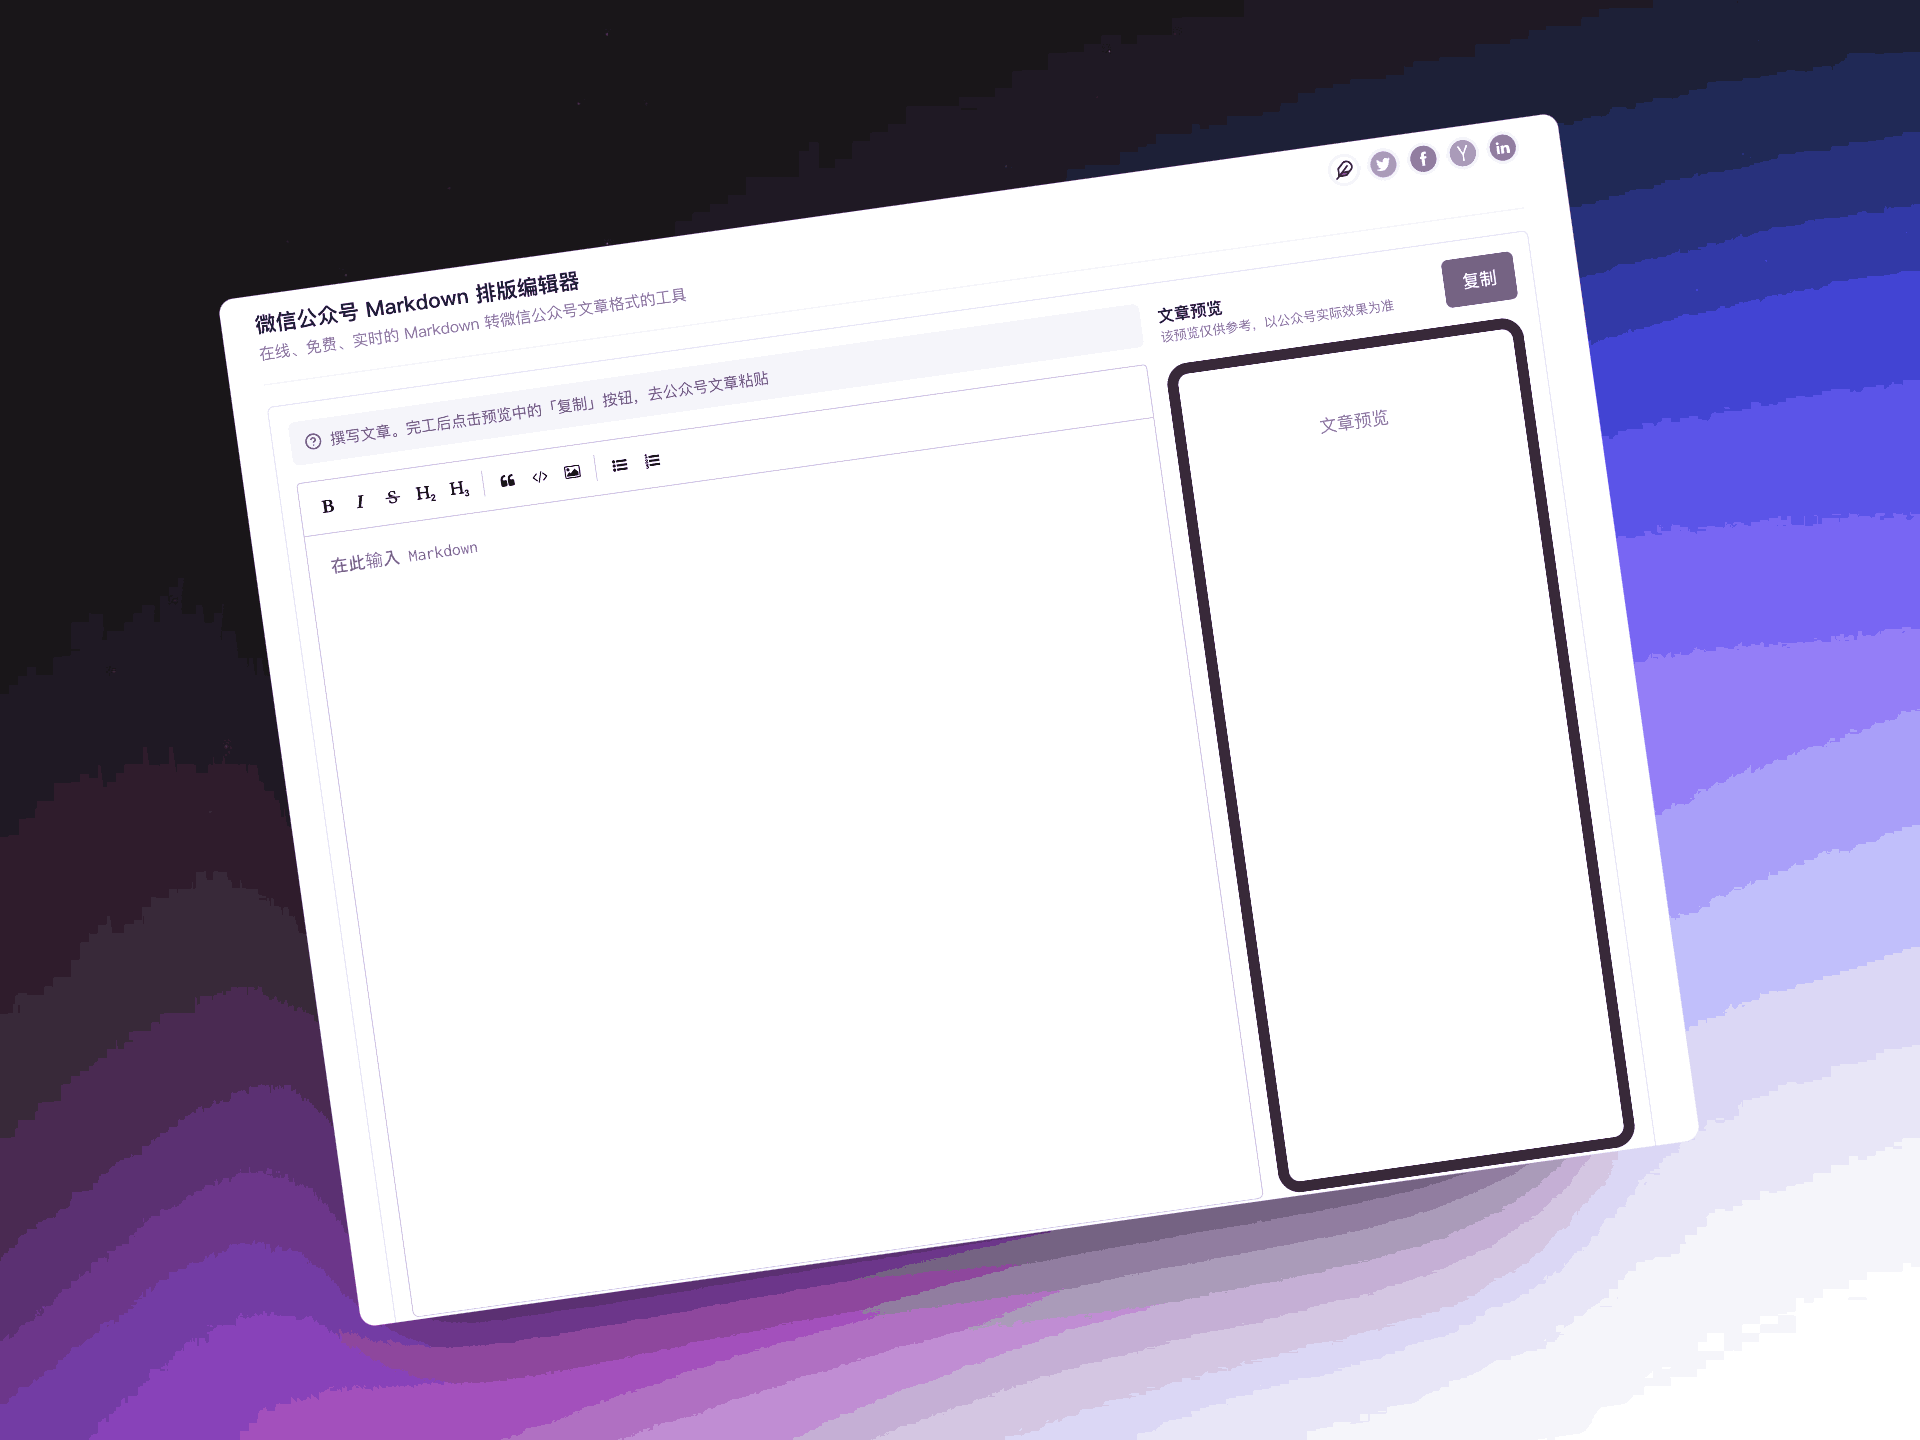 微信公众号 Markdown 排版编辑器
在线、免费、实时的 Markdown 转微信公众号文章格式的工具
撰写文章。完工后点击预览中的「复制」按钮，去公众号文章粘贴
B I S H2 H3
在此输入 Markdown
文章预览
该预览仅供参考，以公众号实际效果为准
复制
文章预览